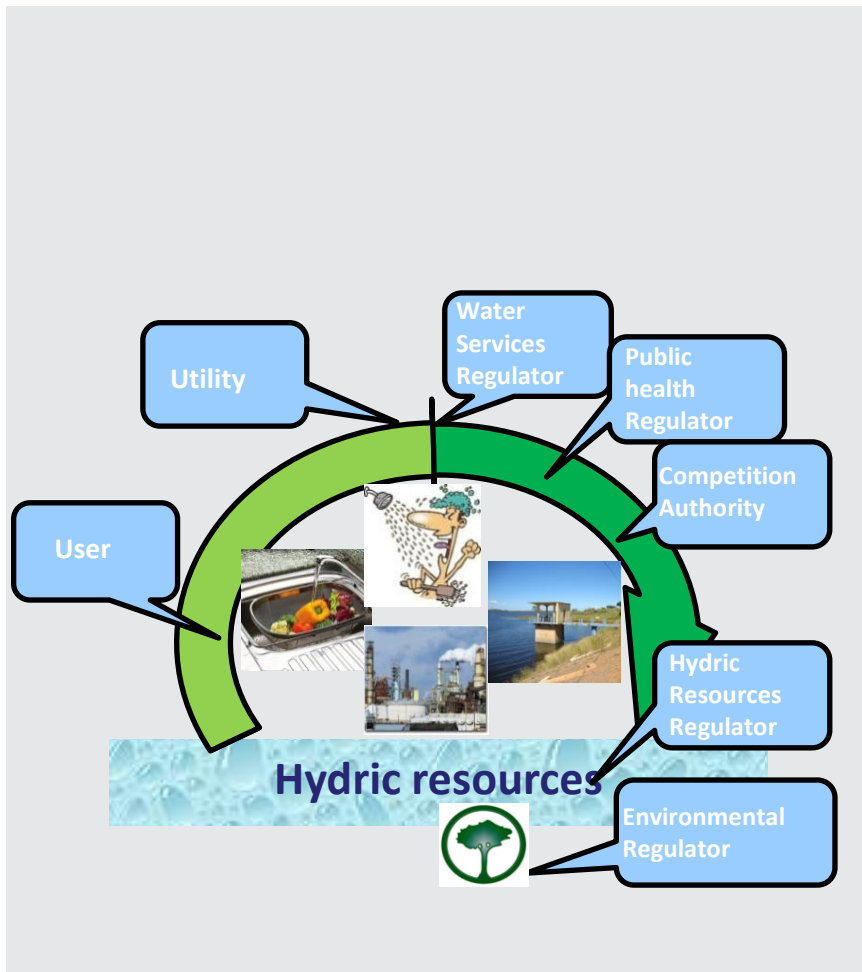 Water
Services
Regulator
Utility
Public
health
Regulator
Competition
Authority
User
Hydric
Resources
Regulator
Hydric resources
Environmental
Regulator